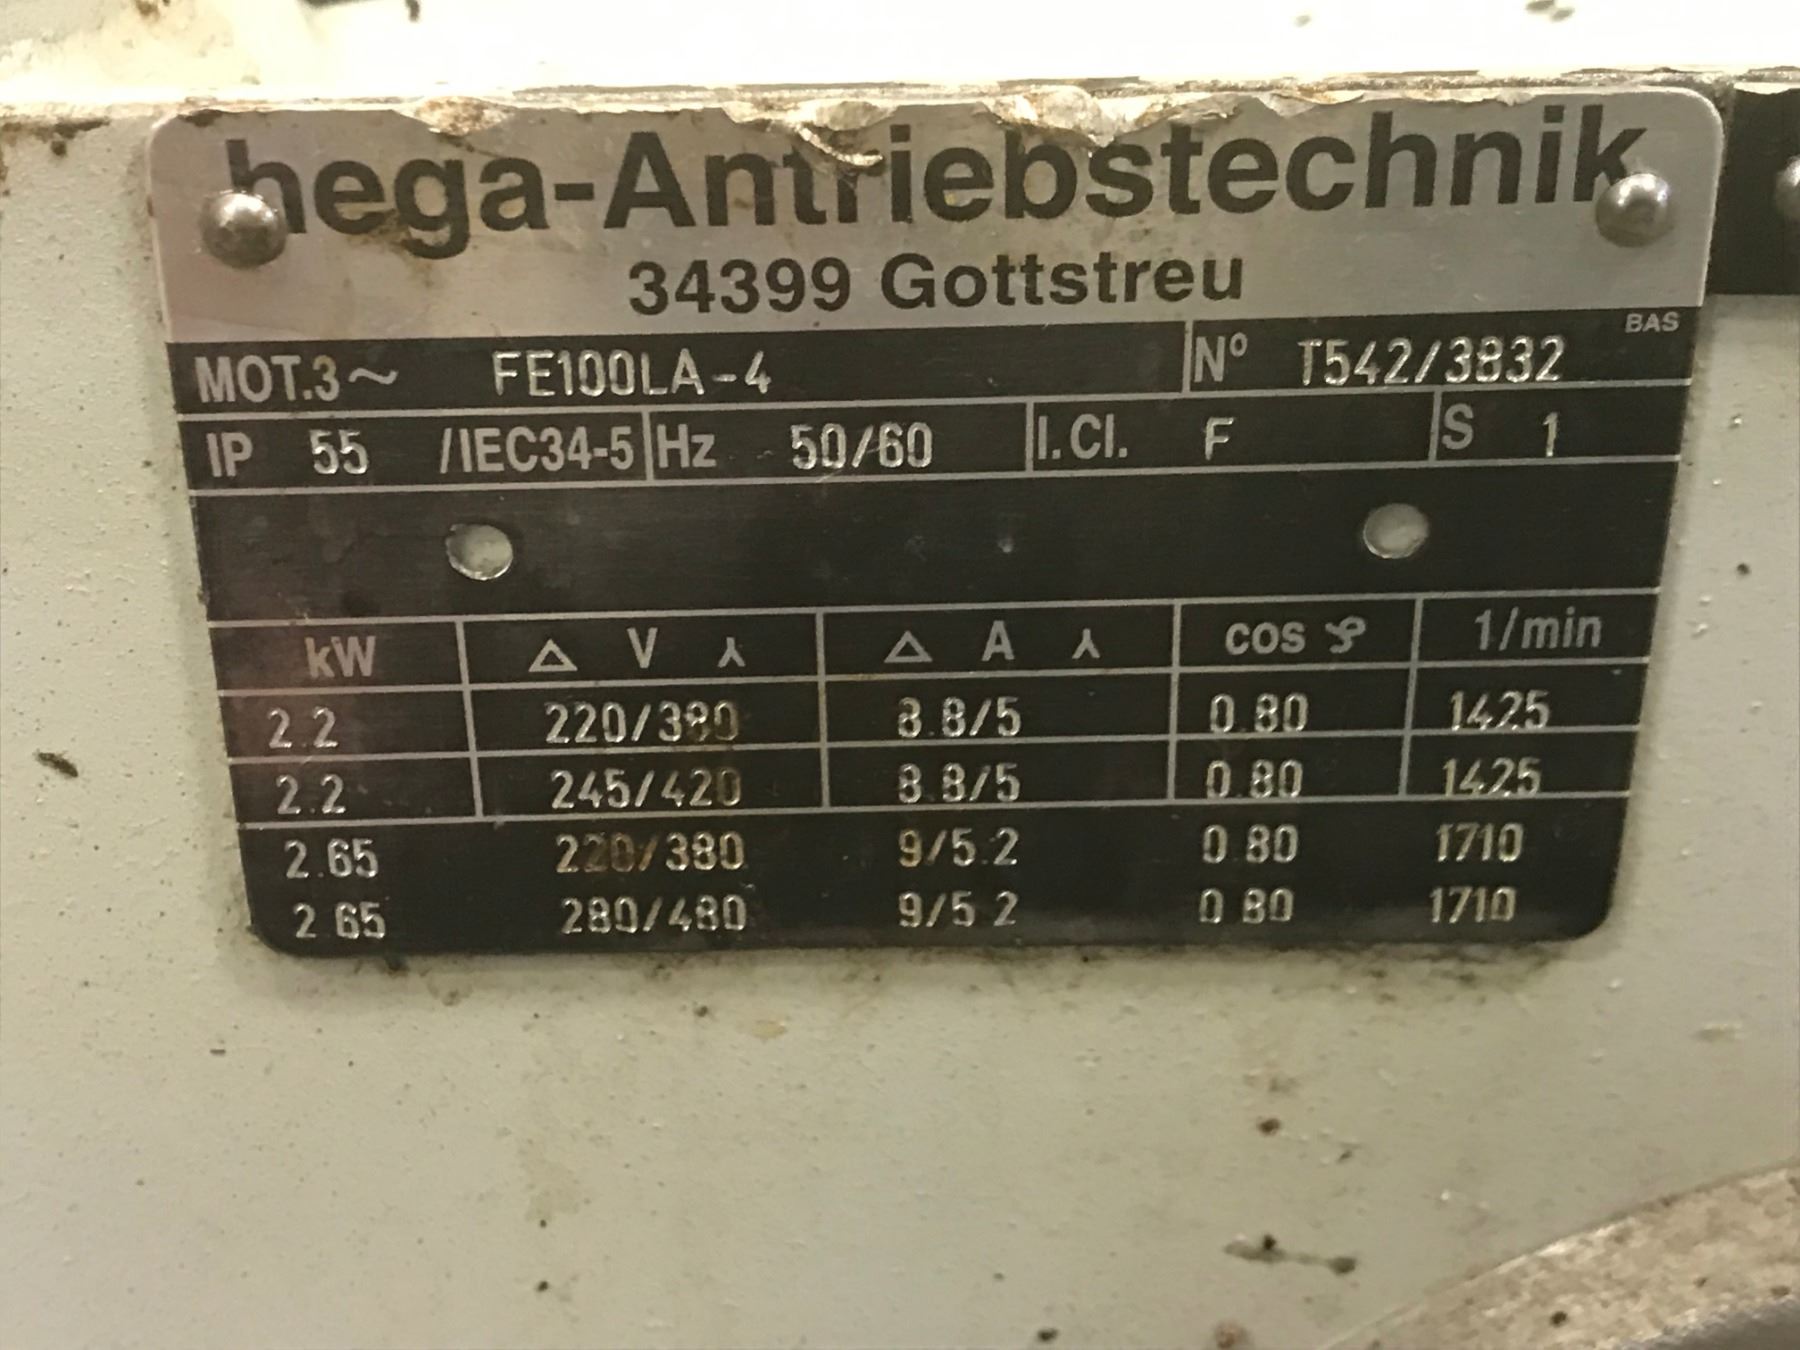 hega-Antriebstechnik
34399 Gottstreu
BAS
MOT.3~ FE100LA-4 Nº T542/3832
IP 55 /IEC34-5 Hz 50/60 I.Cl. F S 1
kW Δ V ⅄ Δ A ⅄ cos φ 1/min
2.2 220/380 8.8/5 0.80 1425
2.2 245/420 8.8/5 0.80 1425
2.65 220/380 9/5.2 0.80 1710
2.65 280/480 9/5.2 0.80 1710